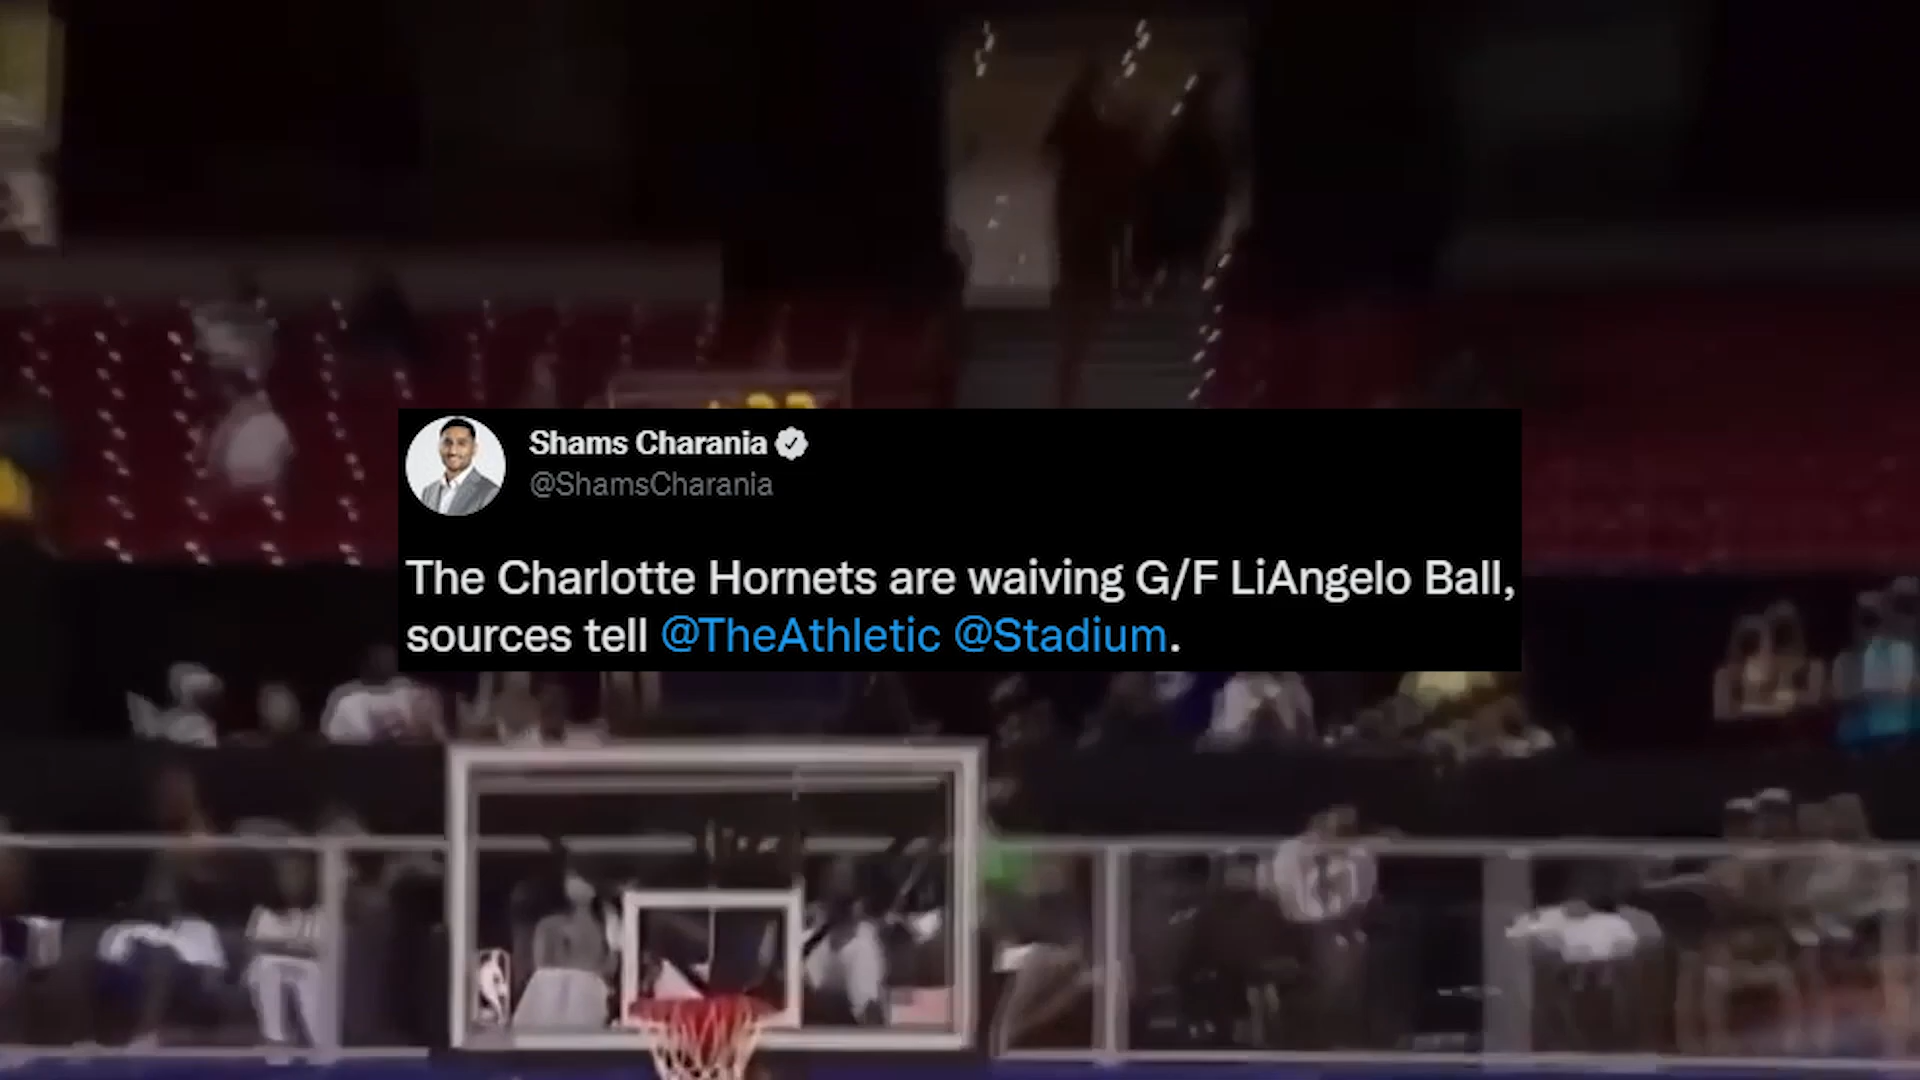 Shams Charania
@ShamsCharania
The Charlotte Hornets are waiving G/F LiAngelo Ball,
sources tell @TheAthletic @Stadium.